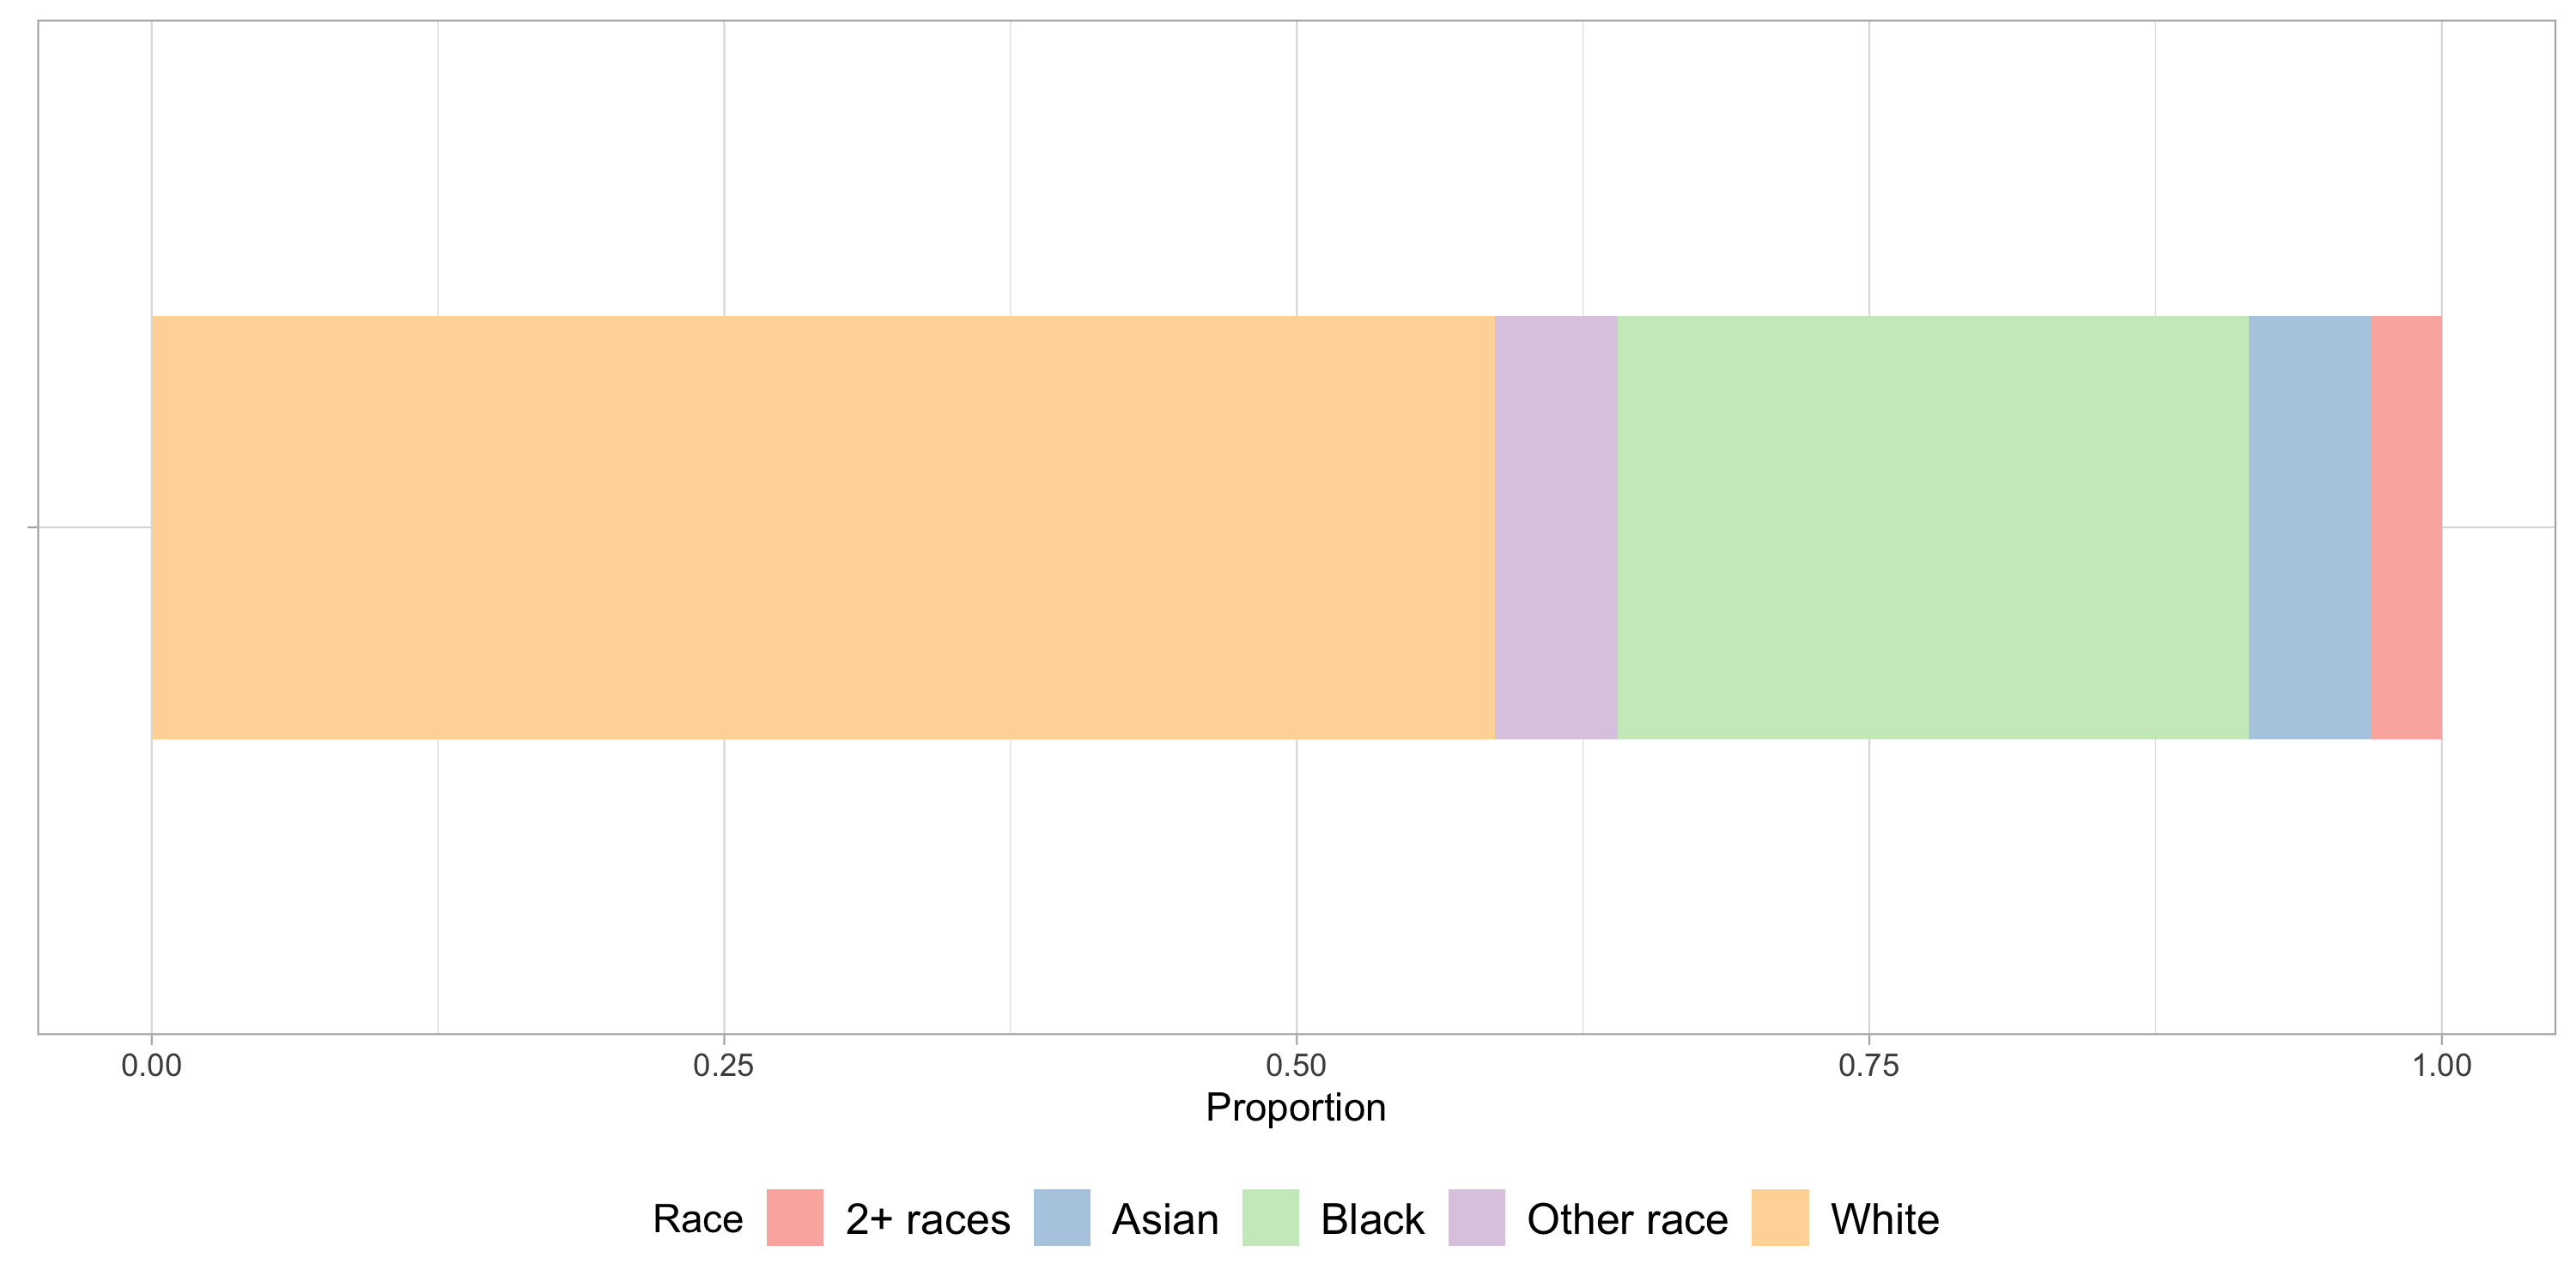 0.00 0.25 0.50 0.75 1.00
Proportion
Race 2+ races Asian Black Other race White